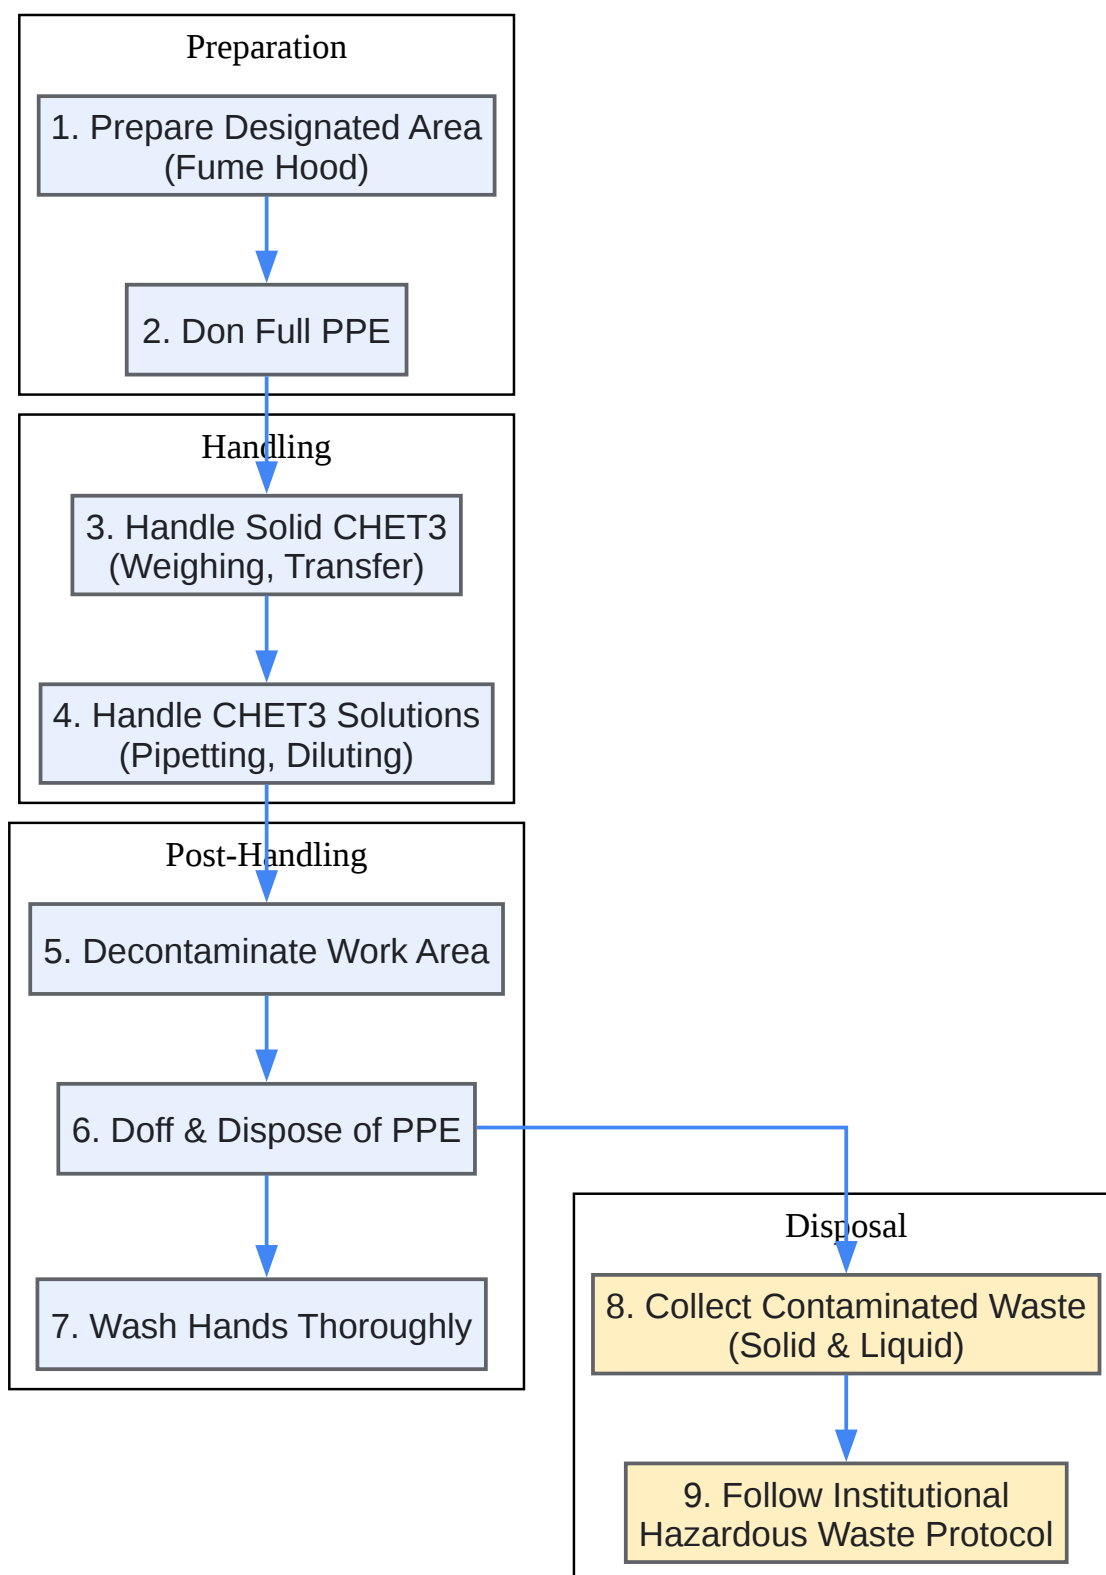 Preparation
1. Prepare Designated Area
(Fume Hood)
2. Don Full PPE
Handling
3. Handle Solid CHET3
(Weighing, Transfer)
4. Handle CHET3 Solutions
(Pipetting, Diluting)
Post-Handling
5. Decontaminate Work Area
6. Doff & Dispose of PPE
7. Wash Hands Thoroughly
Disposal
8. Collect Contaminated Waste
(Solid & Liquid)
9. Follow Institutional
Hazardous Waste Protocol